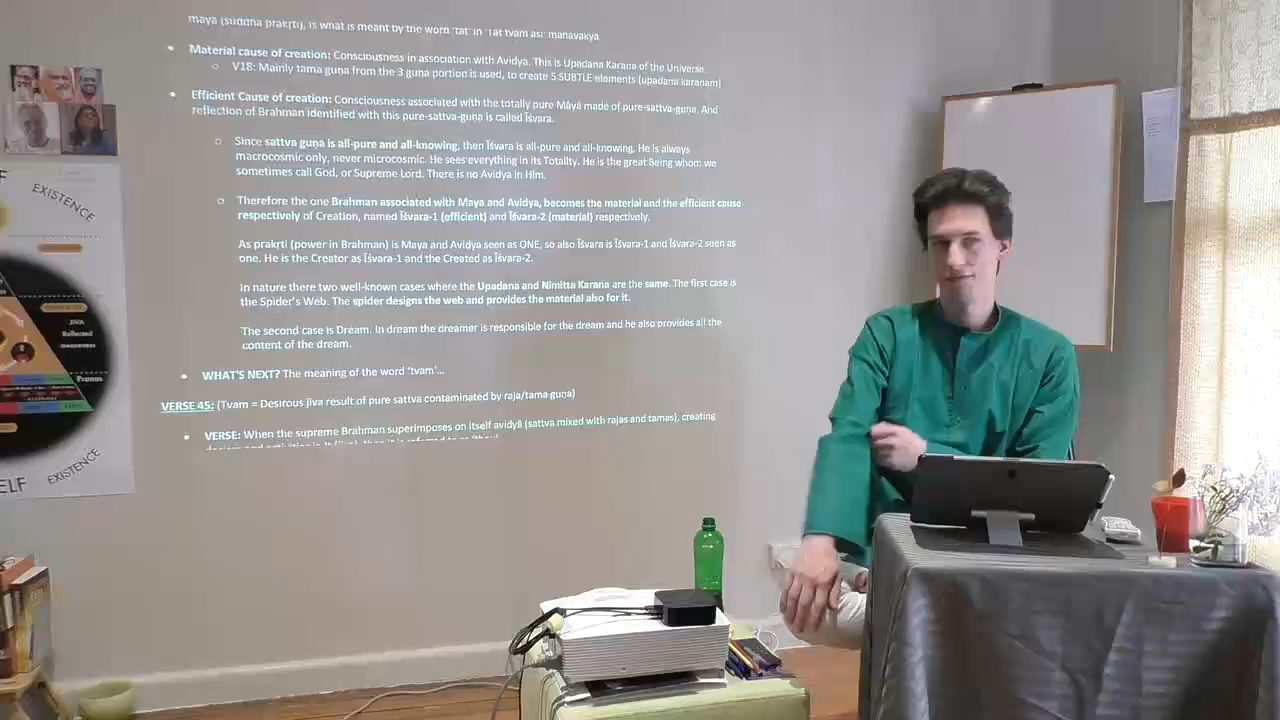 maya (śuddha prakṛti), is what is meant by the word 'tat' in 'Tat tvam asi' mahavakya
• Material cause of creation: Consciousness in association with Avidya. This is Upadana Karana of the Universe.
○ V18: Mainly tama guṇa from the 3 guṇa portion is used, to create 5 SUBTLE elements (upadana karanam)
• Efficient Cause of creation: Consciousness associated with the totally pure Māyā made of pure-sattva-guṇa. And
reflection of Brahman identified with this pure-sattva-guṇa is called Īśvara.
○ Since sattva guṇa is all-pure and all-knowing, then Īśvara is all-pure and all-knowing. He is always
macrocosmic only, never microcosmic. He sees everything in its Totality. He is the great Being whom we
sometimes call God, or Supreme Lord. There is no Avidya in Him.
○ Therefore the one Brahman associated with Maya and Avidya, becomes the material and the efficient cause
respectively of Creation, named Īśvara-1 (efficient) and Īśvara-2 (material) respectively.
As prakṛti (power in Brahman) is Maya and Avidya seen as ONE, so also Īśvara is Īśvara-1 and Īśvara-2 seen as
one. He is the Creator as Īśvara-1 and the Created as Īśvara-2.
In nature there two well-known cases where the Upadana and Nimitta Karana are the same. The first case is
the Spider's Web. The spider designs the web and provides the material also for it.
The second case is Dream. In dream the dreamer is responsible for the dream and he also provides all the
content of the dream.
• WHAT'S NEXT? The meaning of the word 'tvam'...
VERSE 45: (Tvam = Desirous jīva result of pure sattva contaminated by raja/tama guṇa)
• VERSE: When the supreme Brahman superimposes on Itself avidyā (sattva mixed with rajas and tamas), creating
EXISTENCE
JIVA
Reflected
Pranas
EXISTENCE